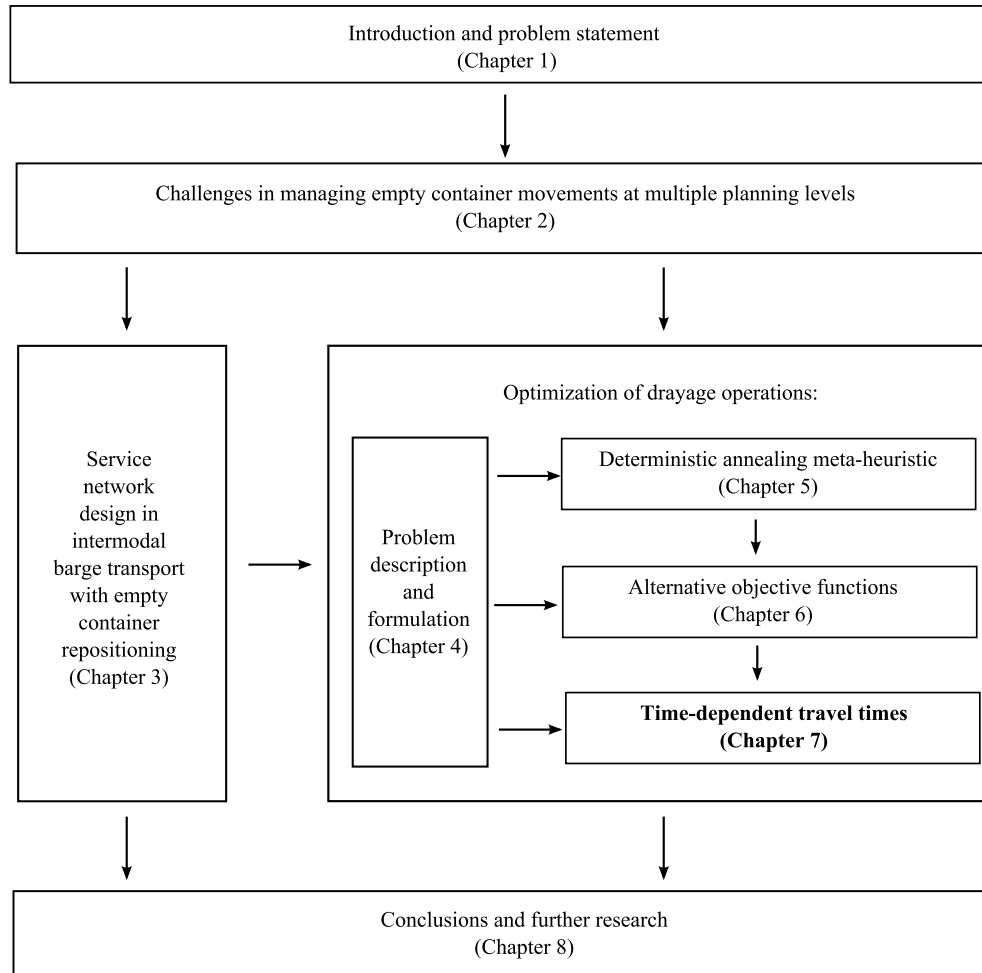 Introduction and problem statement
(Chapter 1)
Challenges in managing empty container movements at multiple planning levels
(Chapter 2)
Service
network
design in
intermodal
barge transport
with empty
container
repositioning
(Chapter 3)
Optimization of drayage operations:
Problem
description
and
formulation
(Chapter 4)
Deterministic annealing meta-heuristic
(Chapter 5)
Alternative objective functions
(Chapter 6)
Time-dependent travel times
(Chapter 7)
Conclusions and further research
(Chapter 8)